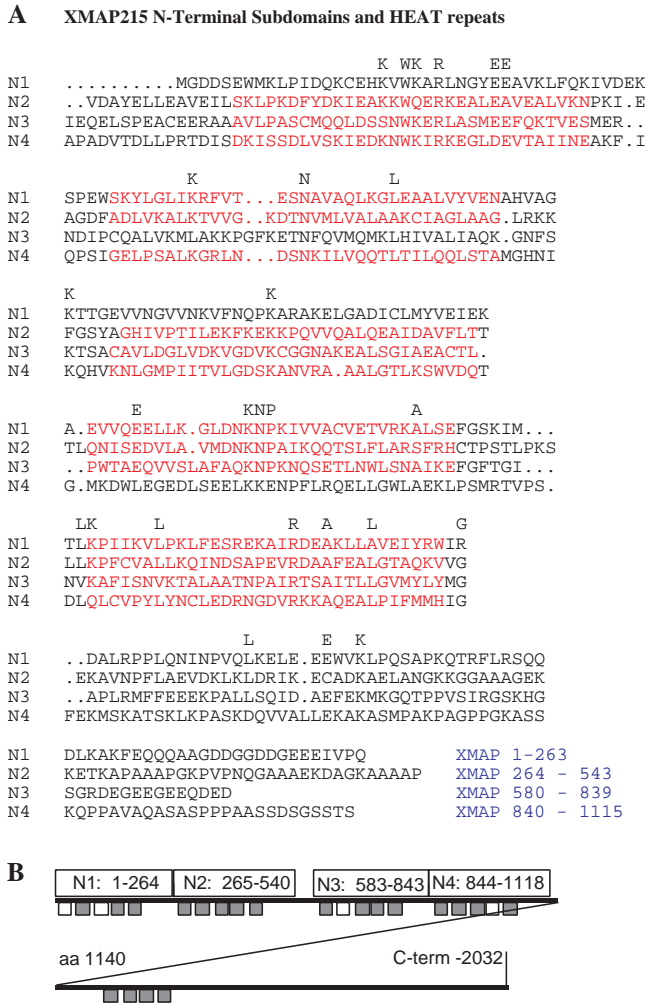 A XMAP215 N-Terminal Subdomains and HEAT repeats
K WK R EE
N1 ..........MGDDSEWMKLPIDQKCEHKVWKARLNGYEEAVKLFQKIVDEK
N2 ..VDAYELLEAVEILSKLPKDFYDKIEAKKWQERKEALEAVEALVKNPKI.E
N3 IEQELSPEACEERAAAVLPASCMQQLDSSNWKERLASMEEFQKTVESMER..
N4 APADVTDLLPRTDISDKISSDLVSKIEDKNWKIRKEGLDEVTAIINEAKF.I
K N L
N1 SPEWSKYLGLIKRFVT...ESNAVAQLKGLEAALVYVENAHVAG
N2 AGDFADLVKALKTVVG..KDTNVMLVALAAKCIAGLAAG.LRKK
N3 NDIPCQALVKMLAKKPGFKETNFQVMQMKLHIVALIAQK.GNFS
N4 QPSIGELPSALKGRLN...DSNKILVQQTLTILQQLSTAMGHNI
K K
N1 KTTGEVVNGVVNKVFNQPKARAKELGADICLMYVEIEK
N2 FGSYAGHIVPTILEKFKEKKPQVVQALQEAIDAVFLTT
N3 KTSACAVLDGLVDKVGDVKCGGNAKEALSGIAEACTL.
N4 KQHVKNLGMPIITVLGDSKANVRA.AALGTLKSWVDQT
E KNP A
N1 A.EVVQEELLK.GLDNKNPKIVVACVETVRKALSEFGSKIM...
N2 TLQNISEDVLA.VMDNKNPAIKQQTSLFLARSFRHCTPSTLPKS
N3 ..PWTAEQVVSLAFAQKNPKNQSETLNWLSNAIKEFGFTGI...
N4 G.MKDWLEGEDLSEELKKENPFLRQELLGWLAEKLPSMRTVPS.
LK L R A L G
N1 TLKPIIKVLPKLFESREKAIRDEAKLLAVEIYRWIR
N2 LLKPFCVALLKQINDSAPEVRDAAFEALGTAQKVVG
N3 NVKAFISNVKTALAATNPAIRTSAITLLGVMYLYMG
N4 DLQLCVPYLYNCLEDRNGDVRKKAQEALPIFMMHIG
L E K
N1 ..DALRPPLQNINPVQLKELE.EEWVKLPQSAPKQTRFLRSQQ
N2 .EKAVNPFLAEVDKLKLDRIK.ECADKAELANGKKGGAAAGEK
N3 ..APLRMFFEEEKPALLSQID.AEFEKMKGQTPPVSIRGSKHG
N4 FEKMSKATSKLKPASKDQVVALLEKAKASMPAKPAGPPGKASS
N1 DLKAKFEQQQAAGDDGGDDGEEEIVPQ XMAP 1-263
N2 KETKAPAAAPGKPVPNQGAAAEKDAGKAAAAP XMAP 264 - 543
N3 SGRDEGEEGEEQDED XMAP 580 - 839
N4 KQPPAVAQASASPPPAASSDSGSSTS XMAP 840 - 1115
B
N1: 1-264 N2: 265-540 N3: 583-843 N4: 844-1118
aa 1140 C-term -2032